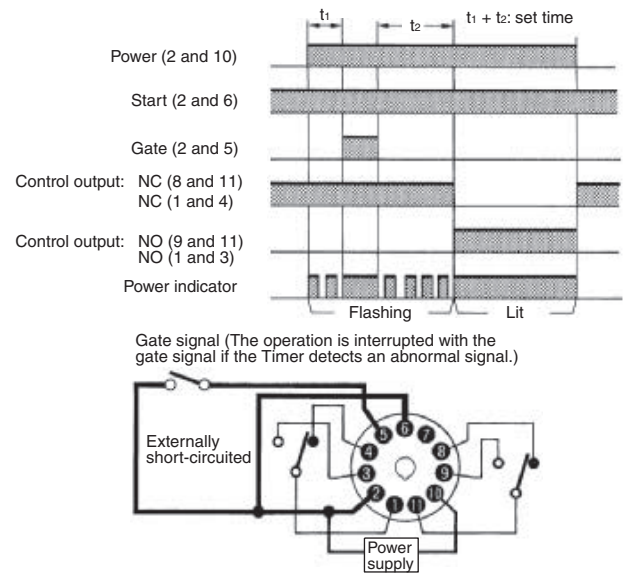 t1
t2
t1 + t2: set time
Power (2 and 10)
Start (2 and 6)
Gate (2 and 5)
Control output: NC (8 and 11)
NC (1 and 4)
Control output: NO (9 and 11)
NO (1 and 3)
Power indicator
Flashing
Lit
Gate signal (The operation is interrupted with the
gate signal if the Timer detects an abnormal signal.)
Externally
short-circuited
5 6 7
4 8
3 9
2 10
1 11
Power
supply